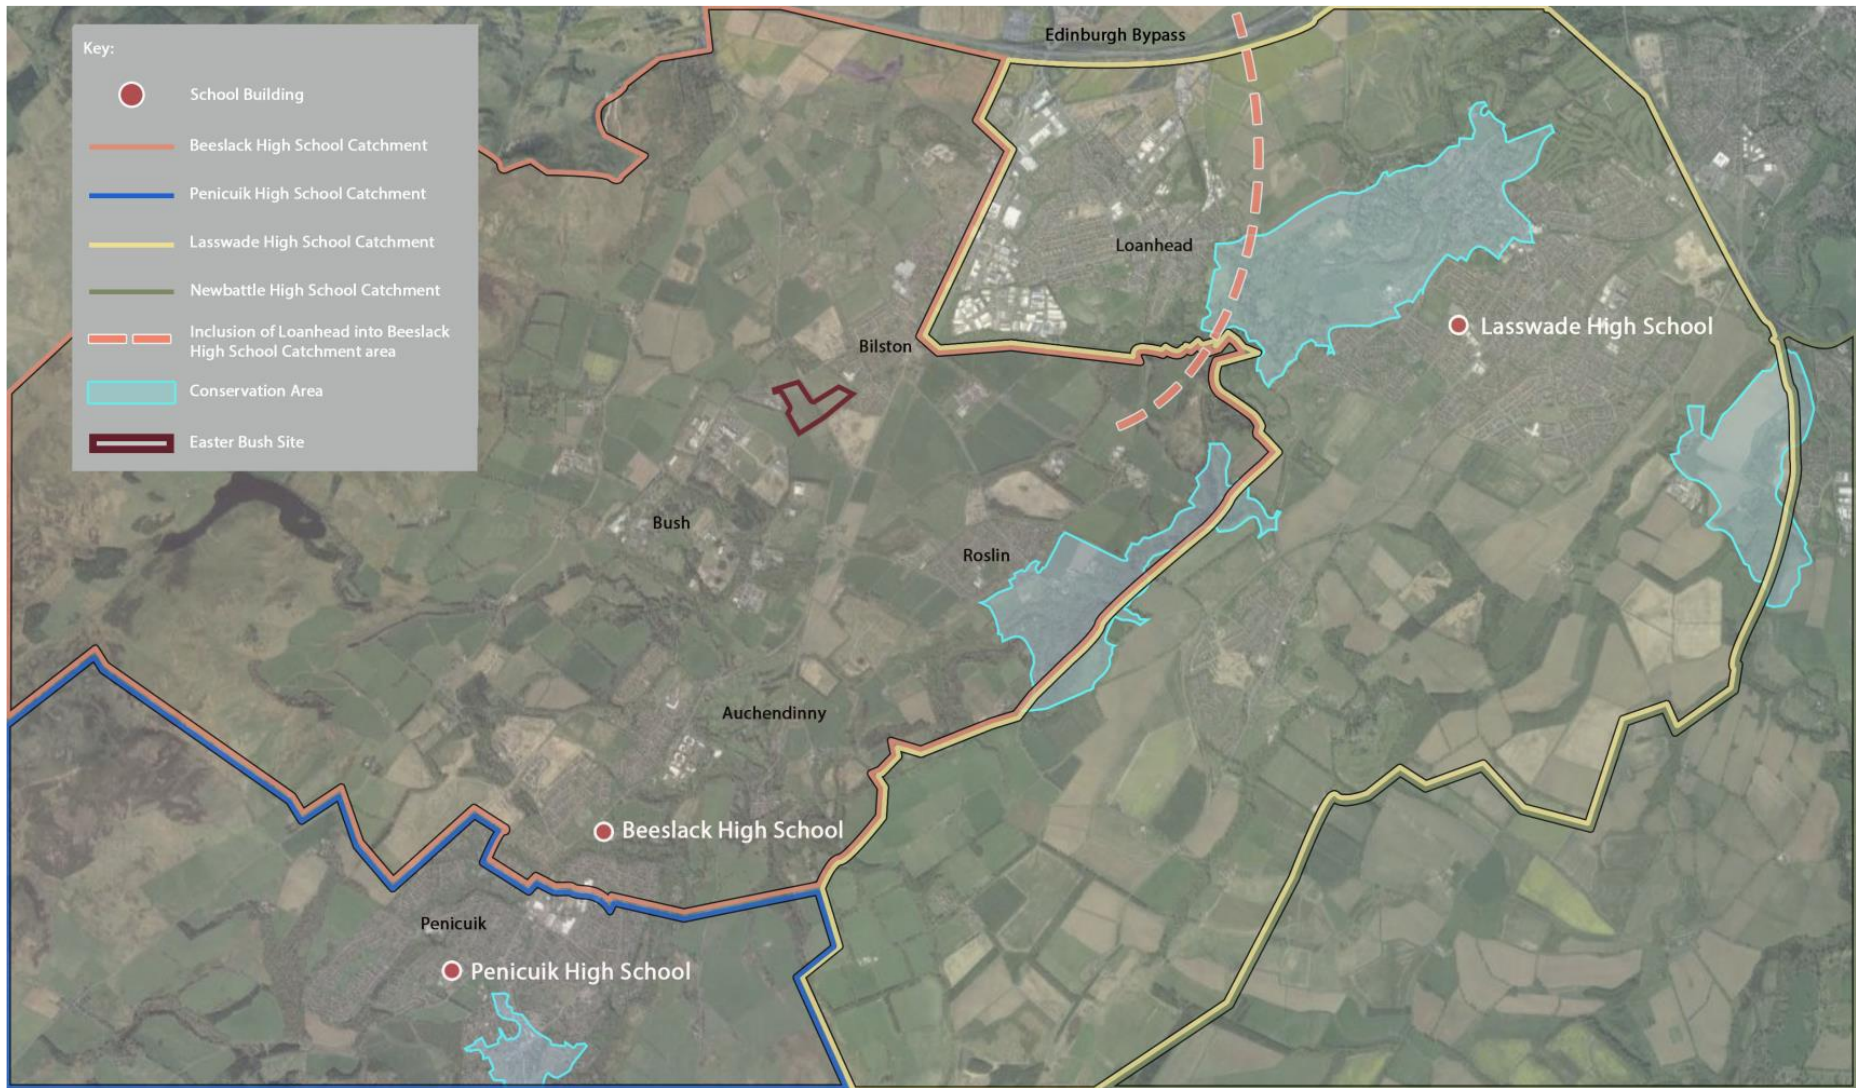 Key:
School Building
Beeslack High School Catchment
Penicuik High School Catchment
Lasswade High School Catchment
Newbattle High School Catchment
Inclusion of Loanhead into Beeslack
High School Catchment area
Conservation Area
Easter Bush Site
Edinburgh Bypass
Loanhead
Lasswade High School
Bilston
Bush
Roslin
Auchendinny
Beeslack High School
Penicuik
Penicuik High School